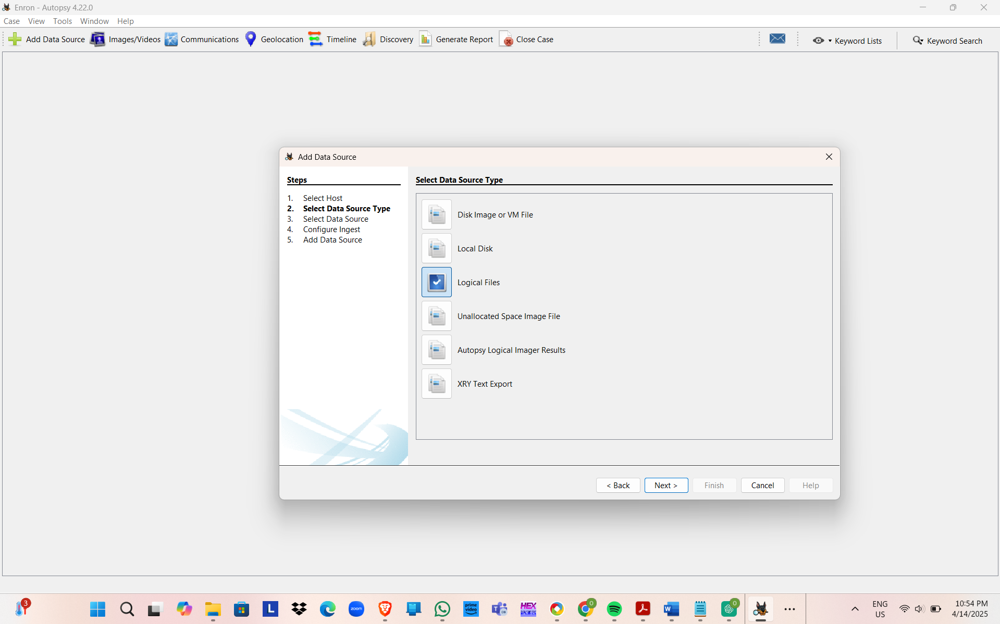 Enron - Autopsy 4.22.0
Case View Tools Window Help
Add Data Source Images/Videos Communications Geolocation Timeline Discovery Generate Report Close Case Keyword Lists Keyword Search
Add Data Source
Steps
1. Select Host
2. Select Data Source Type
3. Select Data Source
4. Configure Ingest
5. Add Data Source
Select Data Source Type
Disk Image or VM File
Local Disk
Logical Files
Unallocated Space Image File
Autopsy Logical Imager Results
XRY Text Export
< Back Next > Finish Cancel Help
3
L
zoom
prime video
T
HEX
0
W
0
ENG
US
10:54 PM
4/14/2025